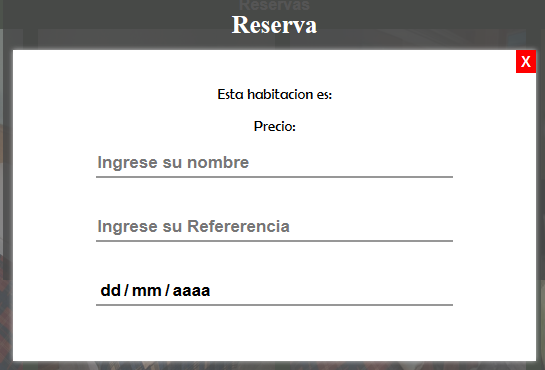 Reservas
Reserva
X
Esta habitacion es:
Precio:
Ingrese su nombre
Ingrese su Refererencia
dd/mm/aaaa